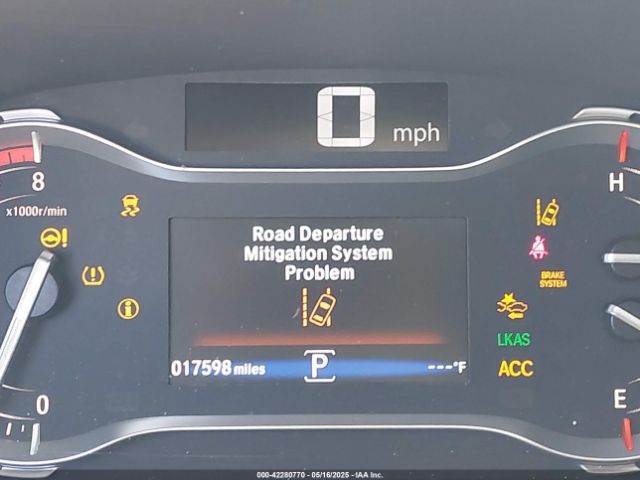 0 mph
8
x1000r/min
H
Road Departure
Mitigation System
Problem
BRAKE
SYSTEM
LKAS
017598 miles
P
---°F
ACC
0
E
000-42280770 - 05/16/2025 - IAA Inc.